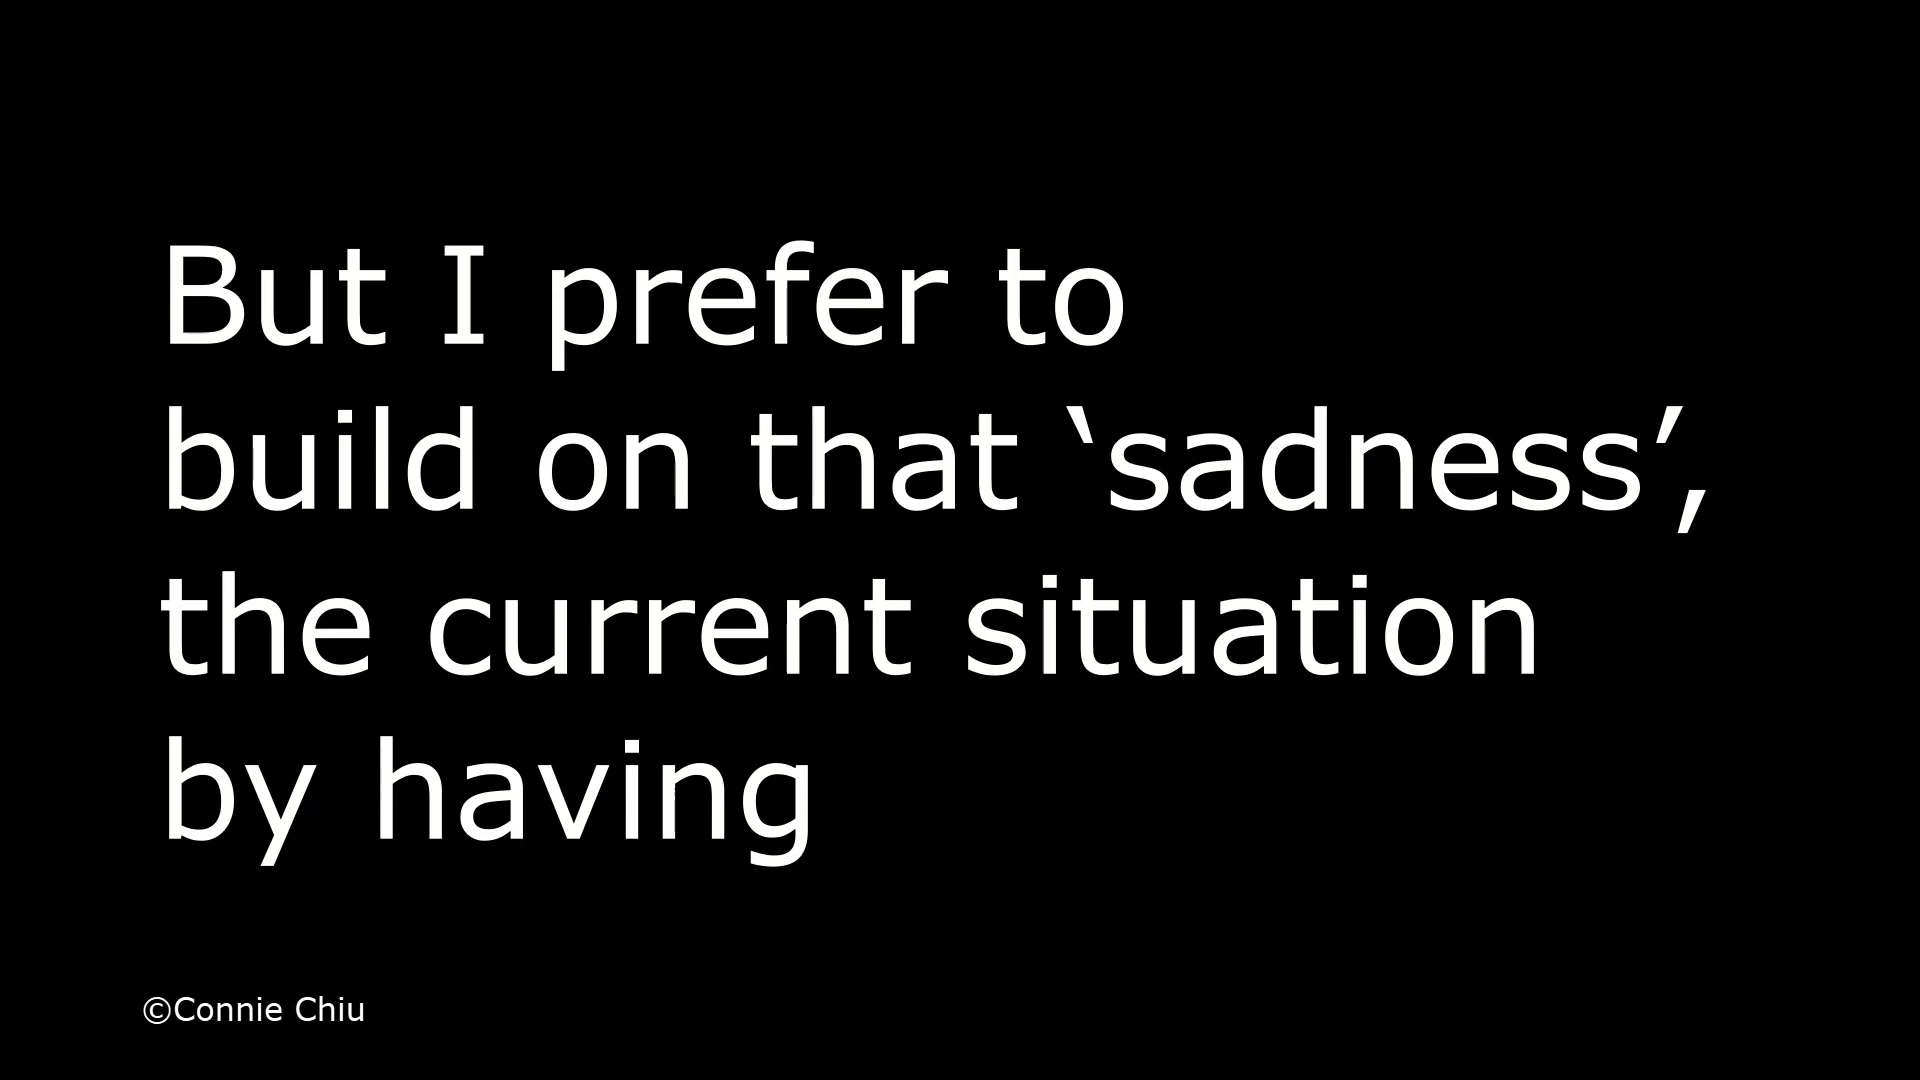 But I prefer to
build on that ‘sadness’,
the current situation
by having
©Connie Chiu